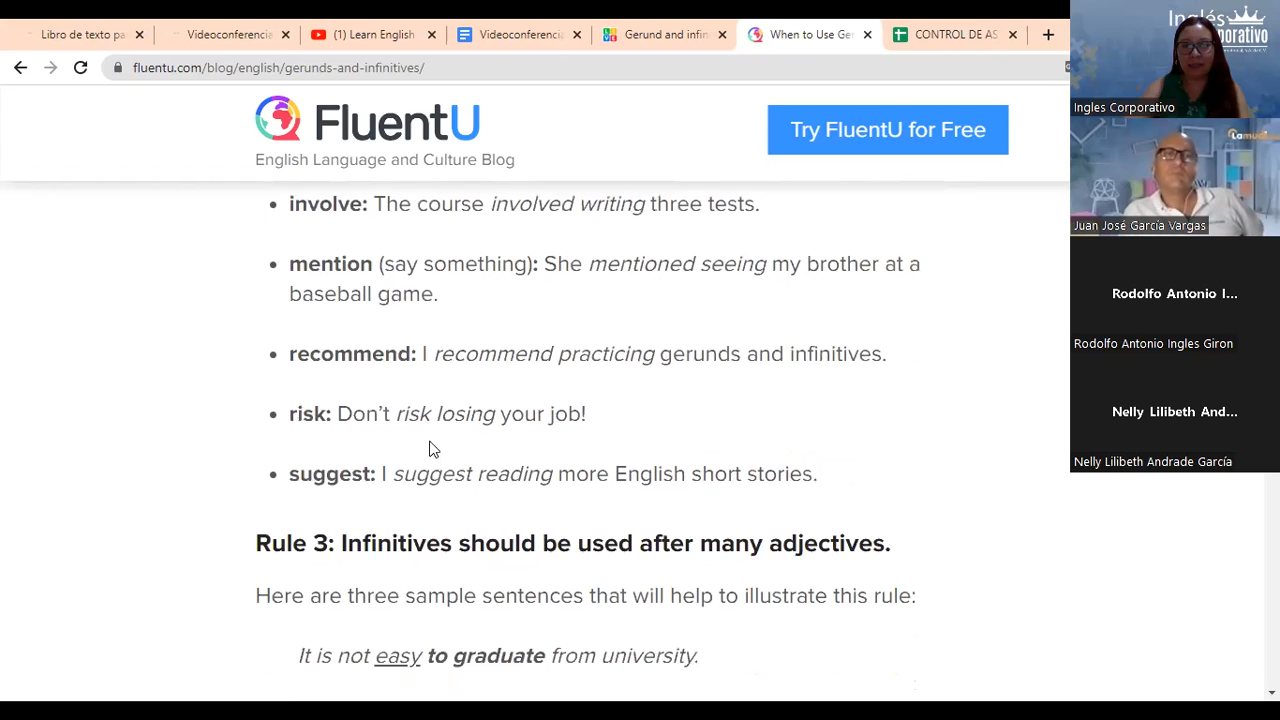 Libro de texto pa
Videoconferencia
(1) Learn English
Videoconferenc
Gerund and infin
When to Use Ger
CONTROL DE AS
fluentu.com/blog/english/gerunds-and-infinitives/
FluentU
English Language and Culture Blog
Try FluentU for Free
• involve: The course involved writing three tests.
• mention (say something): She mentioned seeing my brother at a
baseball game.
• recommend: I recommend practicing gerunds and infinitives.
• risk: Don't risk losing your job!
• suggest: I suggest reading more English short stories.
Rule 3: Infinitives should be used after many adjectives.
Here are three sample sentences that will help to illustrate this rule:
It is not easy to graduate from university.
Inglés
Corporativo
Ingles Corporativo
Juan José García Vargas
Rodolfo Antonio I...
Rodolfo Antonio Ingles Giron
Nelly Lilibeth And...
Nelly Lilibeth Andrade García